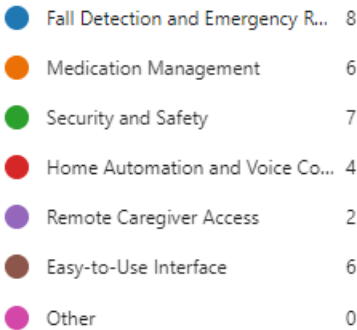 Fall Detection and Emergency R... 8
Medication Management 6
Security and Safety 7
Home Automation and Voice Co... 4
Remote Caregiver Access 2
Easy-to-Use Interface 6
Other 0